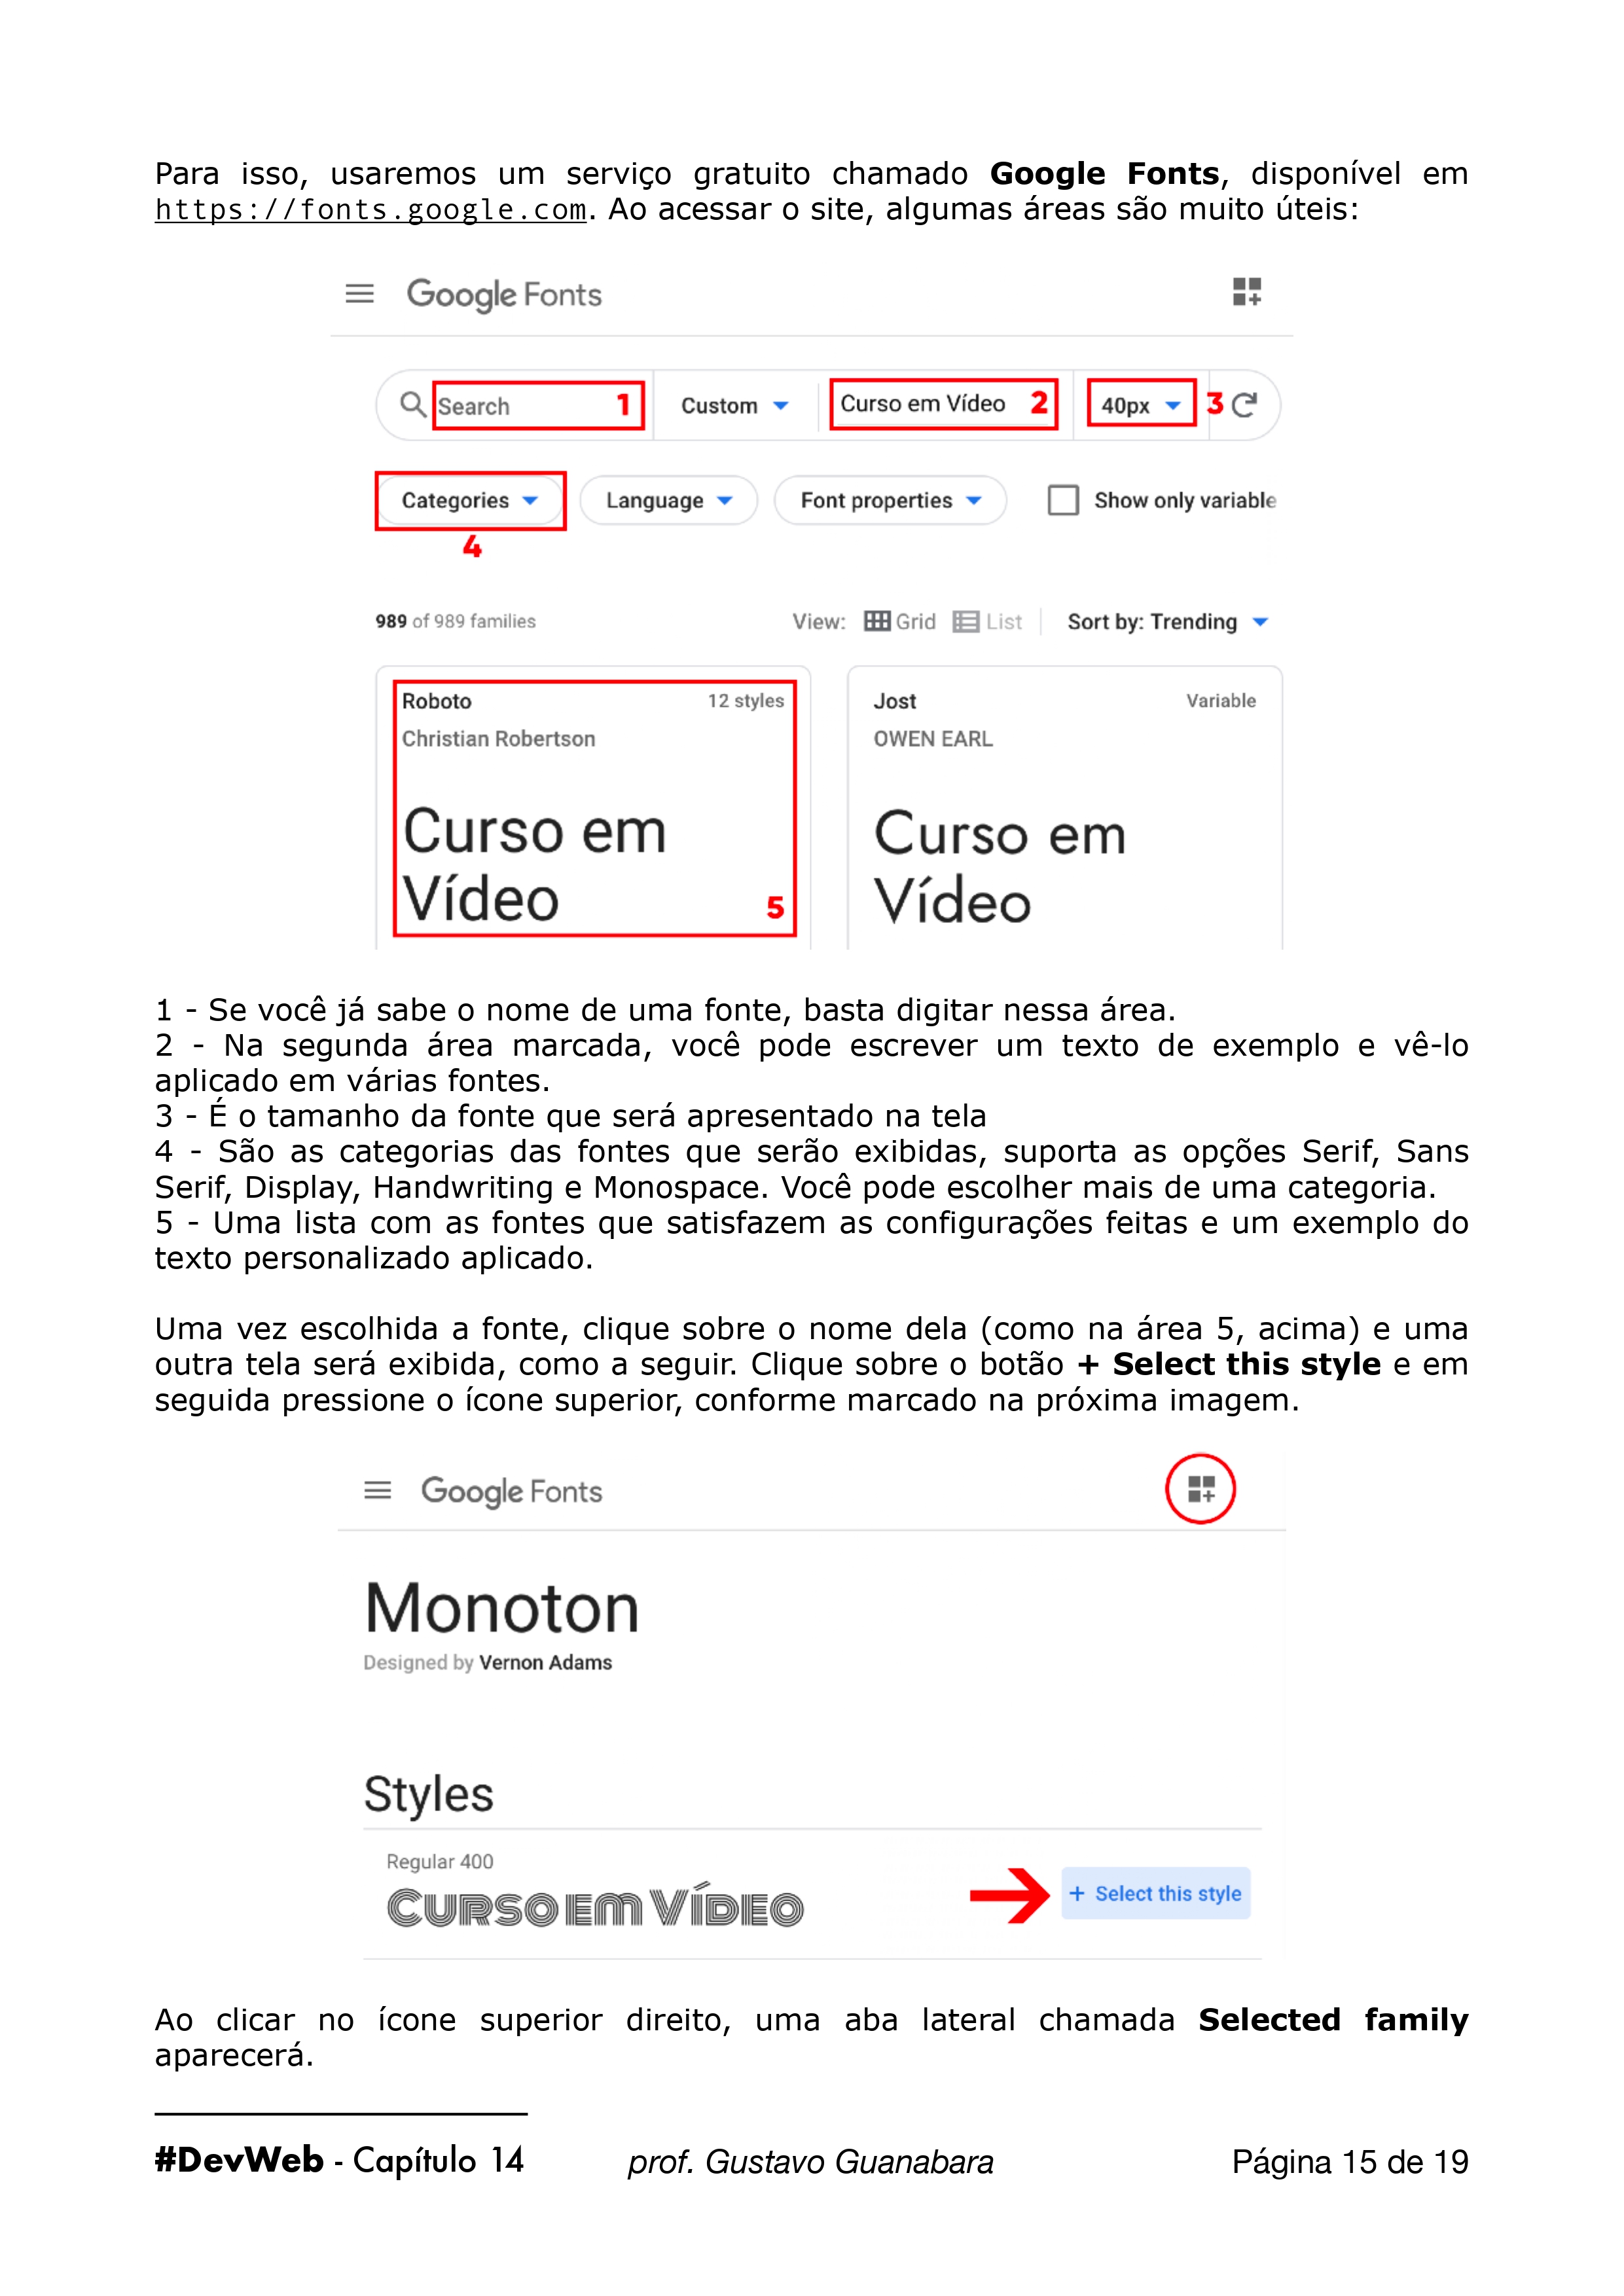 Para isso, usaremos um serviço gratuito chamado Google Fonts, disponível em
https://fonts.google.com. Ao acessar o site, algumas áreas são muito úteis:
Google Fonts
Search 1 Custom Curso em Vídeo 2 40px 3
Categories Language Font properties Show only variable
4
989 of 989 families View: Grid List Sort by: Trending
Roboto 12 styles Jost Variable
Christian Robertson OWEN EARL
Curso em Curso em
Vídeo 5 Vídeo
1 - Se você já sabe o nome de uma fonte, basta digitar nessa área.
2 - Na segunda área marcada, você pode escrever um texto de exemplo e vê-lo
aplicado em várias fontes.
3 - É o tamanho da fonte que será apresentado na tela
4 - São as categorias das fontes que serão exibidas, suporta as opções Serif, Sans
Serif, Display, Handwriting e Monospace. Você pode escolher mais de uma categoria.
5 - Uma lista com as fontes que satisfazem as configurações feitas e um exemplo do
texto personalizado aplicado.
Uma vez escolhida a fonte, clique sobre o nome dela (como na área 5, acima) e uma
outra tela será exibida, como a seguir. Clique sobre o botão + Select this style e em
seguida pressione o ícone superior, conforme marcado na próxima imagem.
Google Fonts
Monoton
Designed by Vernon Adams
Styles
Regular 400
Curso em Vídeo + Select this style
Ao clicar no ícone superior direito, uma aba lateral chamada Selected family
aparecerá.
#DevWeb - Capítulo 14 prof. Gustavo Guanabara Página 15 de 19